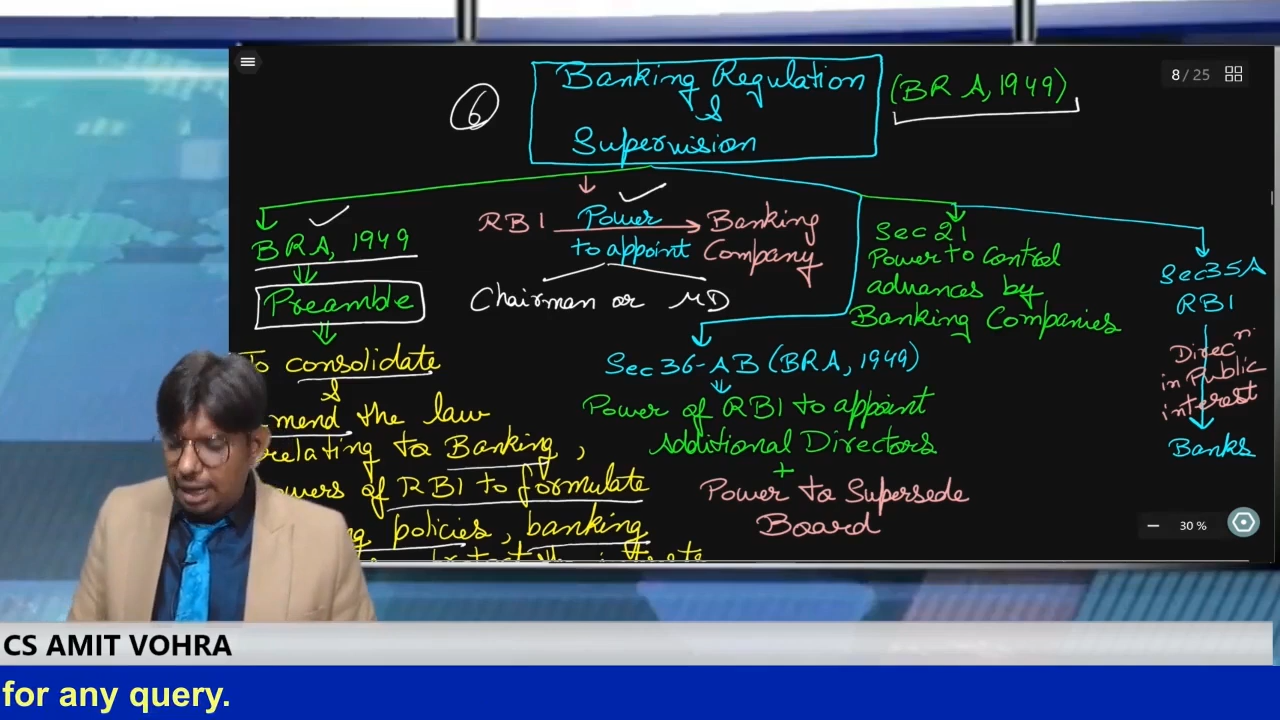 8 / 25
6
Banking Regulation
&
Supervision
(BRA, 1949)
BRA, 1949
Preamble
To consolidate
&
mend the law
relating to Banking,
owers of RBI to formulate
ng policies, banking
RBI Power to appoint Banking Company
Chairman or MD
Sec 36-AB (BRA, 1949)
Power of RBI to appoint
Additional Directors
+
Power to Supersede
Board
Sec 21
Power to control
advances by
Banking Companies
Sec 35A
RBI
Direcn
in Public
interest
Banks
30 %
CS AMIT VOHRA
for any query.